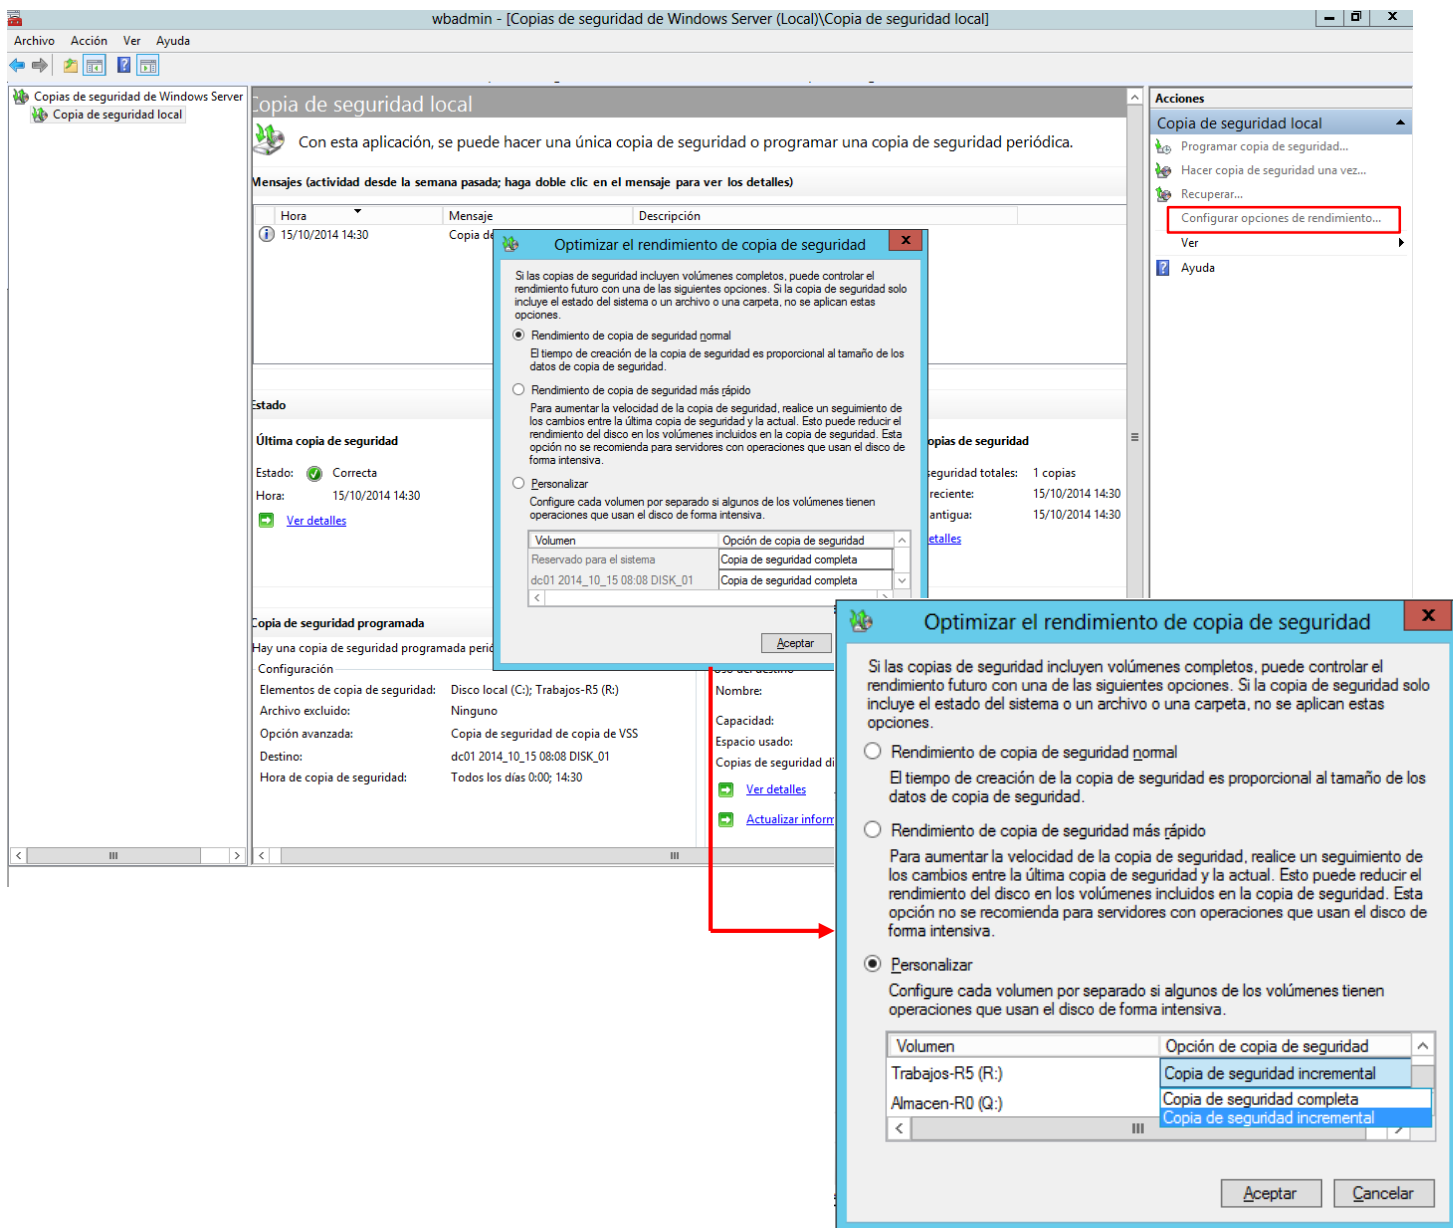 wbadmin - [Copias de seguridad de Windows Server (Local)\Copia de seguridad local]
Archivo Acción Ver Ayuda
Copias de seguridad de Windows Server
Copia de seguridad local
Copia de seguridad local
Con esta aplicación, se puede hacer una única copia de seguridad o programar una copia de seguridad periódica.
Mensajes (actividad desde la semana pasada; haga doble clic en el mensaje para ver los detalles)
Hora Mensaje Descripción
15/10/2014 14:30 Copia de
Estado
Última copia de seguridad
Estado: Correcta
Hora: 15/10/2014 14:30
Ver detalles
opias de seguridad
seguridad totales: 1 copias
reciente: 15/10/2014 14:30
antigua: 15/10/2014 14:30
etalles
Copia de seguridad programada
Hay una copia de seguridad programada perió
Configuración
Elementos de copia de seguridad: Disco local (C:); Trabajos-R5 (R:)
Archivo excluido: Ninguno
Opción avanzada: Copia de seguridad de copia de VSS
Destino: dc01 2014_10_15 08:08 DISK_01
Hora de copia de seguridad: Todos los días 0:00; 14:30
Uso del destino
Nombre:
Capacidad:
Espacio usado:
Copias de seguridad di
Ver detalles
Actualizar inform
Acciones
Copia de seguridad local
Programar copia de seguridad...
Hacer copia de seguridad una vez...
Recuperar...
Configurar opciones de rendimiento...
Ver
Ayuda
Optimizar el rendimiento de copia de seguridad
Si las copias de seguridad incluyen volúmenes completos, puede controlar el
rendimiento futuro con una de las siguientes opciones. Si la copia de seguridad solo
incluye el estado del sistema o un archivo o una carpeta, no se aplican estas
opciones.
Rendimiento de copia de seguridad normal
El tiempo de creación de la copia de seguridad es proporcional al tamaño de los
datos de copia de seguridad.
Rendimiento de copia de seguridad más rápido
Para aumentar la velocidad de la copia de seguridad, realice un seguimiento de
los cambios entre la última copia de seguridad y la actual. Esto puede reducir el
rendimiento del disco en los volúmenes incluidos en la copia de seguridad. Esta
opción no se recomienda para servidores con operaciones que usan el disco de
forma intensiva.
Personalizar
Configure cada volumen por separado si algunos de los volúmenes tienen
operaciones que usan el disco de forma intensiva.
Volumen Opción de copia de seguridad
Reservado para el sistema Copia de seguridad completa
dc01 2014_10_15 08:08 DISK_01 Copia de seguridad completa
Aceptar
Optimizar el rendimiento de copia de seguridad
Si las copias de seguridad incluyen volúmenes completos, puede controlar el
rendimiento futuro con una de las siguientes opciones. Si la copia de seguridad solo
incluye el estado del sistema o un archivo o una carpeta, no se aplican estas
opciones.
Rendimiento de copia de seguridad normal
El tiempo de creación de la copia de seguridad es proporcional al tamaño de los
datos de copia de seguridad.
Rendimiento de copia de seguridad más rápido
Para aumentar la velocidad de la copia de seguridad, realice un seguimiento de
los cambios entre la última copia de seguridad y la actual. Esto puede reducir el
rendimiento del disco en los volúmenes incluidos en la copia de seguridad. Esta
opción no se recomienda para servidores con operaciones que usan el disco de
forma intensiva.
Personalizar
Configure cada volumen por separado si algunos de los volúmenes tienen
operaciones que usan el disco de forma intensiva.
Volumen Opción de copia de seguridad
Trabajos-R5 (R:) Copia de seguridad incremental
Almacen-R0 (Q:) Copia de seguridad completa
Copia de seguridad incremental
Aceptar Cancelar